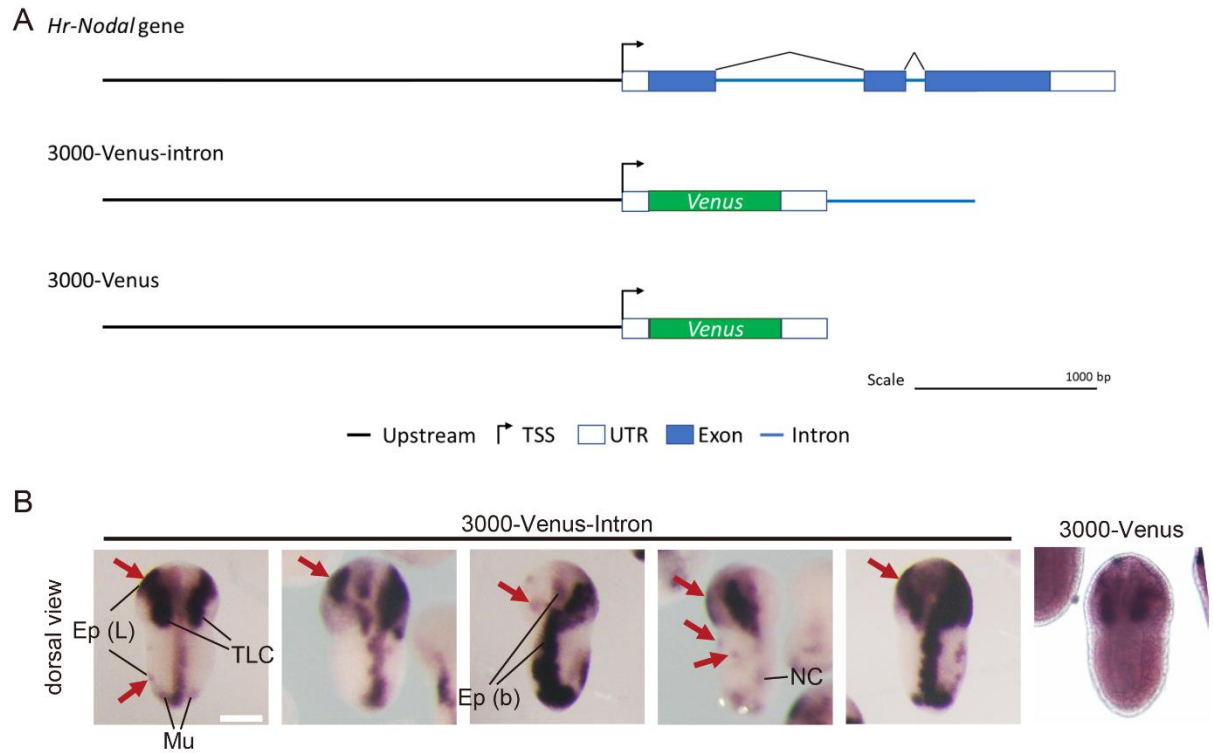 A
Hr-Nodal gene
3000-Venus-intron
Venus
3000-Venus
Venus
Scale
1000 bp
Upstream TSS UTR Exon Intron
B
3000-Venus-Intron
3000-Venus
dorsal view
Ep (L)
TLC
Mu
Ep (b)
NC